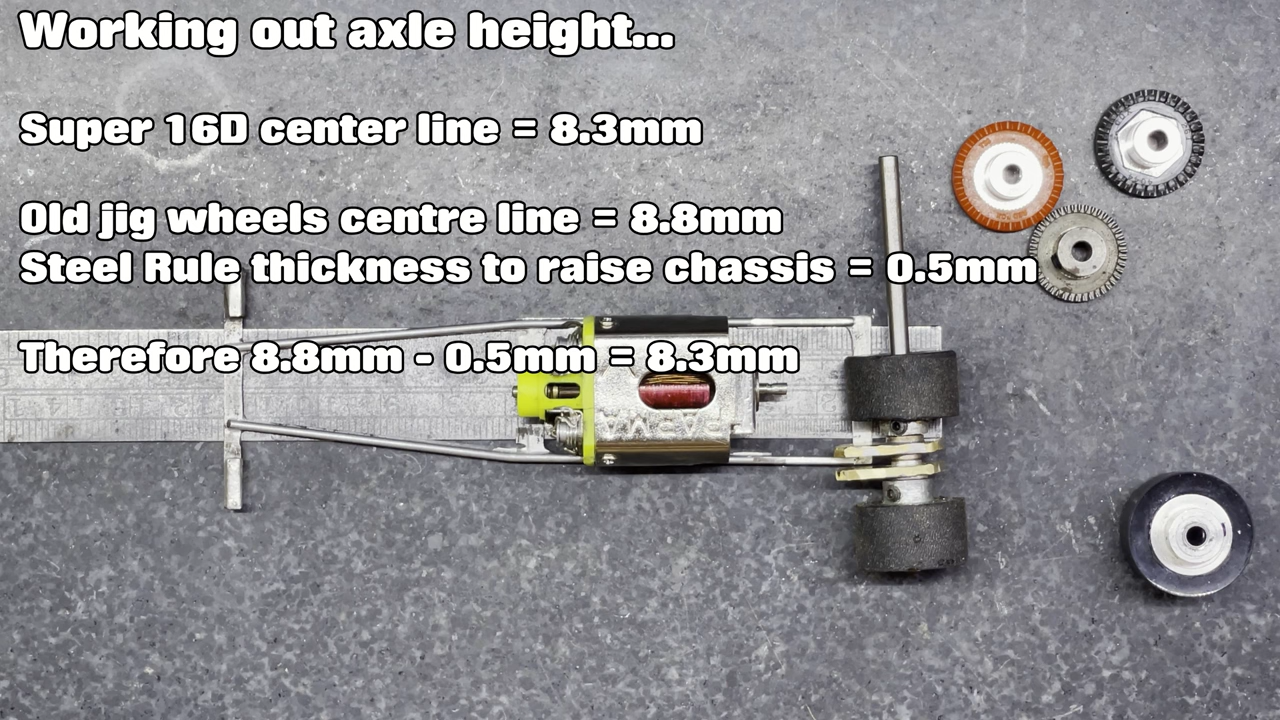 Working out axle height...
Super 16D center line = 8.3mm
Old jig wheels centre line = 8.8mm
Steel Rule thickness to raise chassis = 0.5mm
Therefore 8.8mm - 0.5mm = 8.3mm
PARMA